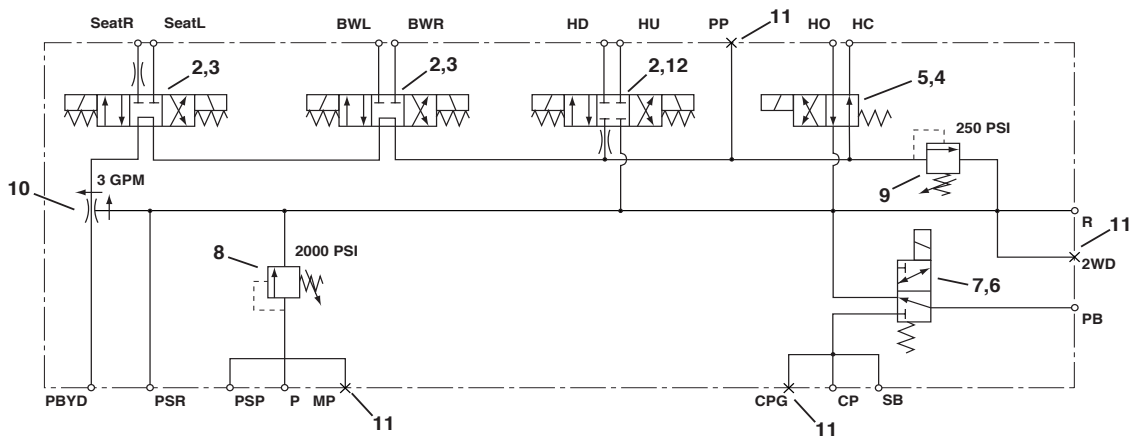 SeatR SeatL BWL BWR HD HU PP 11 HO HC
2,3 2,3 2,12 5,4
250 PSI
10 3 GPM 9
R
8 2000 PSI 11
2WD
7,6
PB
PBYD PSR PSP P MP 11 CPG 11 CP SB